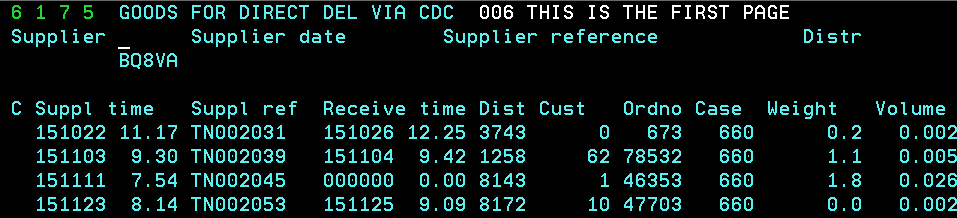 6 1 7 5  GOODS FOR DIRECT DEL VIA CDC  006 THIS IS THE FIRST PAGE
Supplier _     Supplier date        Supplier reference            Distr
         BQ8VA
C Suppl time   Suppl ref  Receive time Dist Cust   Ordno Case   Weight   Volume
  151022 11.17 TN002031   151026 12.25 3743      0   673  660      0.2    0.002
  151103  9.30 TN002039   151104  9.42 1258     62 78532  660      1.1    0.005
  151111  7.54 TN002045   000000  0.00 8143      1 46353  660      1.8    0.026
  151123  8.14 TN002053   151125  9.09 8172     10 47703  660      0.0    0.002